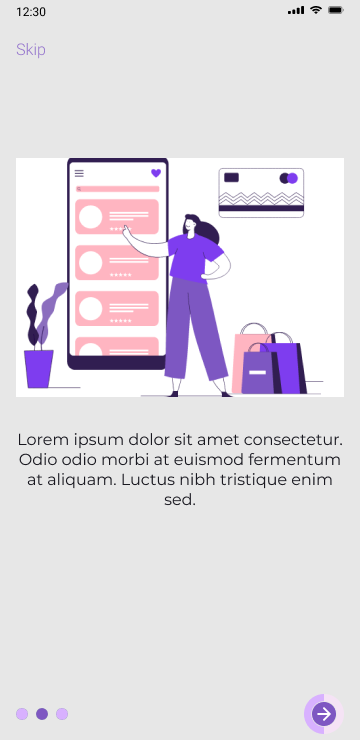 12:30
Skip
Lorem ipsum dolor sit amet consectetur.
Odio odio morbi at euismod fermentum
at aliquam. Luctus nibh tristique enim
sed.